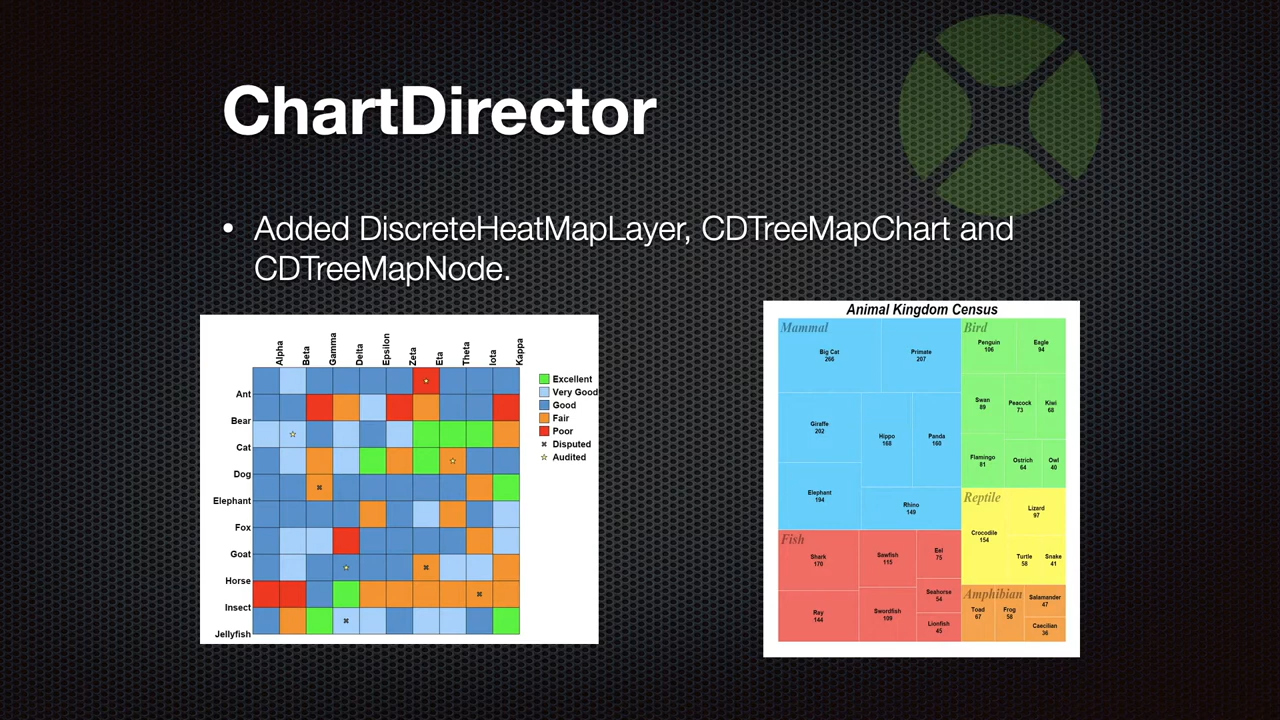 ChartDirector
• Added DiscreteHeatMapLayer, CDTreeMapChart and
CDTreeMapNode.
Alpha
Beta
Gamma
Delta
Epsilon
Zeta
Eta
Theta
Iota
Kappa
Ant
Bear
Cat
Dog
Elephant
Fox
Goat
Horse
Insect
Jellyfish
Excellent
Very Good
Good
Fair
Poor
Disputed
Audited
Animal Kingdom Census
Mammal
Big Cat
266
Primate
207
Giraffe
202
Hippo
168
Panda
160
Elephant
194
Rhino
149
Bird
Penguin
106
Eagle
94
Swan
89
Peacock
73
Kiwi
68
Flamingo
81
Ostrich
64
Owl
40
Reptile
Crocodile
154
Lizard
97
Turtle
58
Snake
41
Fish
Shark
170
Sawfish
115
Eel
75
Ray
144
Swordfish
109
Seahorse
54
Lionfish
45
Amphibian
Toad
67
Frog
58
Salamander
47
Caecilian
36